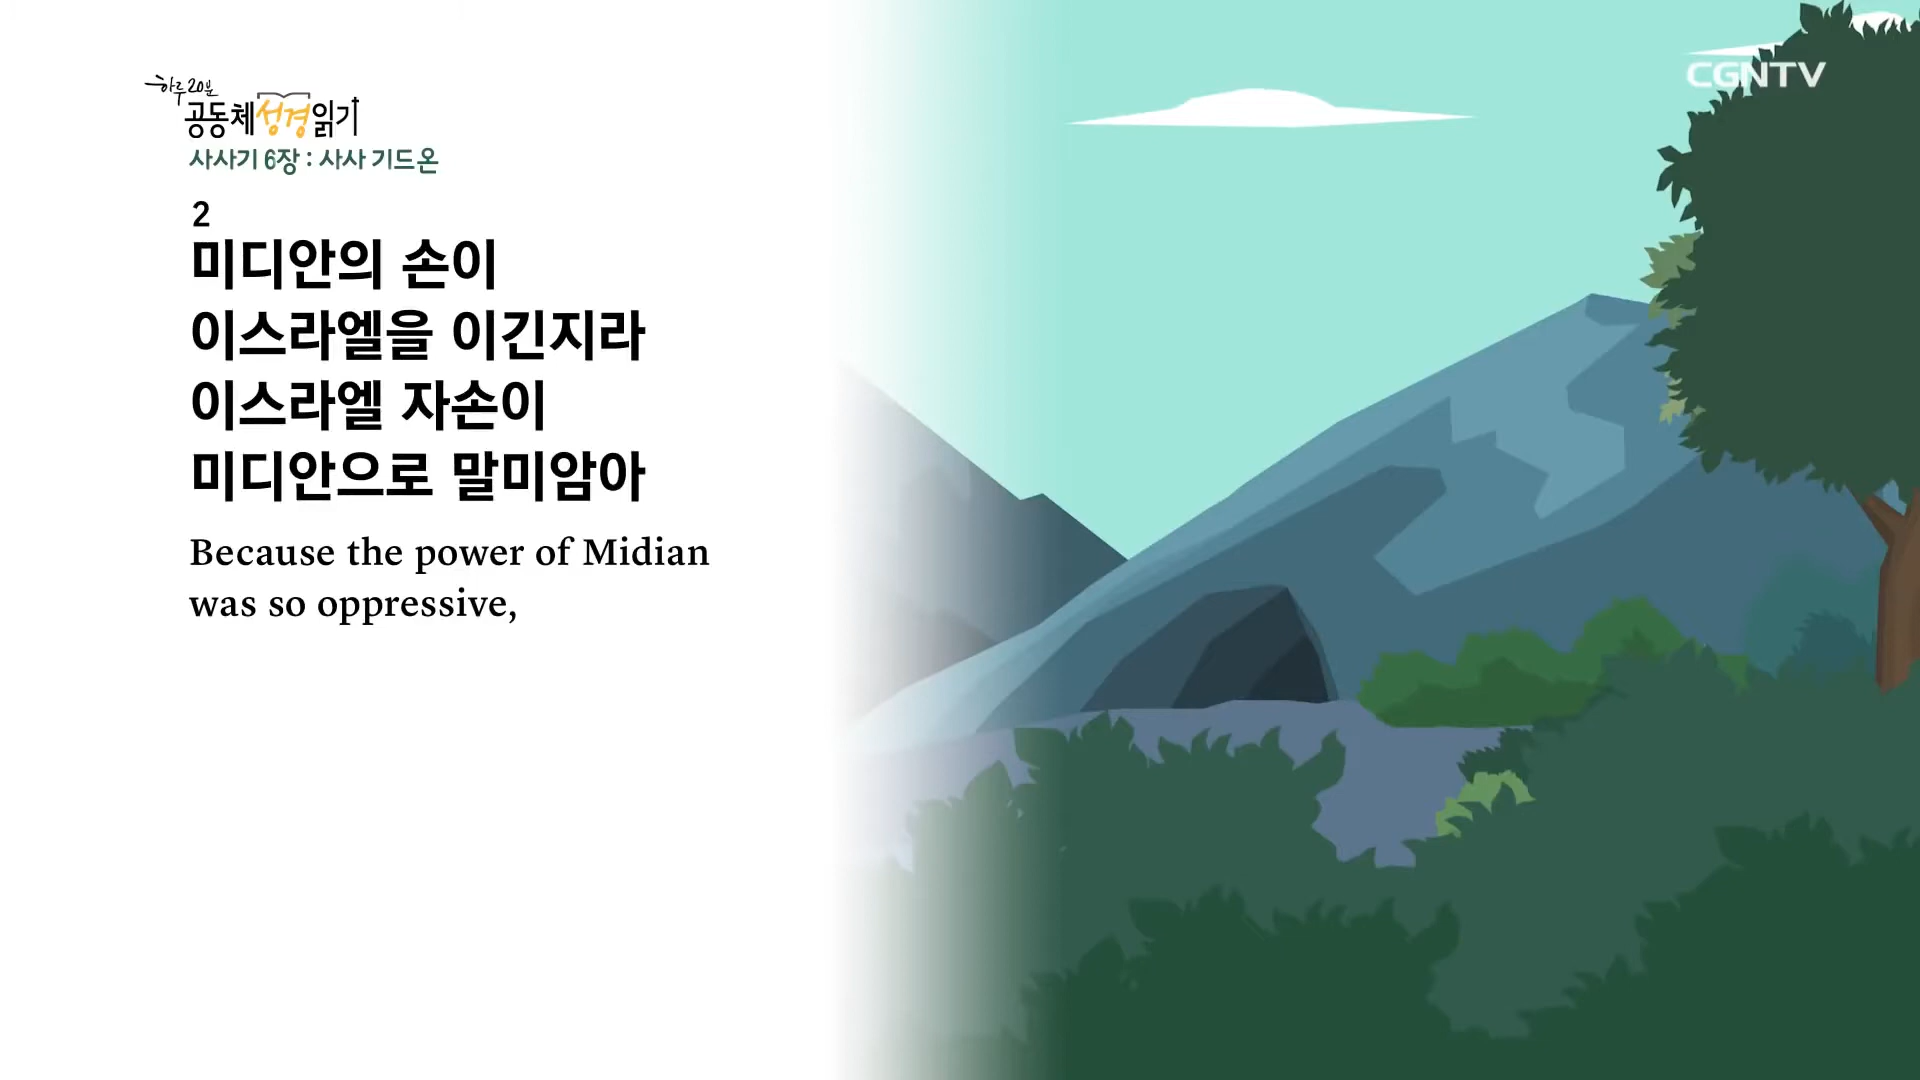 하루 20분
공동체성경읽기
CGNTV
사사기 6장 : 사사 기드온
2
미디안의 손이
이스라엘을 이긴지라
이스라엘 자손이
미디안으로 말미암아
Because the power of Midian
was so oppressive,